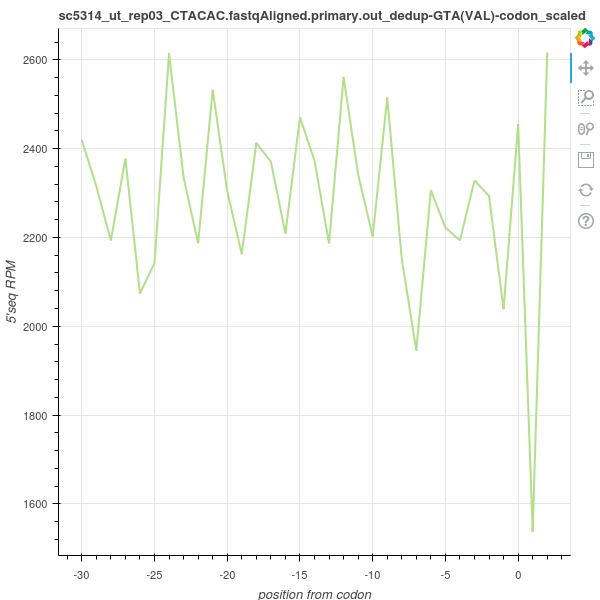 sc5314_ut_rep03_CTACAC.fastqAligned.primary.out_dedup-GTA(VAL)-codon_scaled
2600
2400
2200
2000
1800
1600
5'seq RPM
-30 -25 -20 -15 -10 -5 0
position from codon